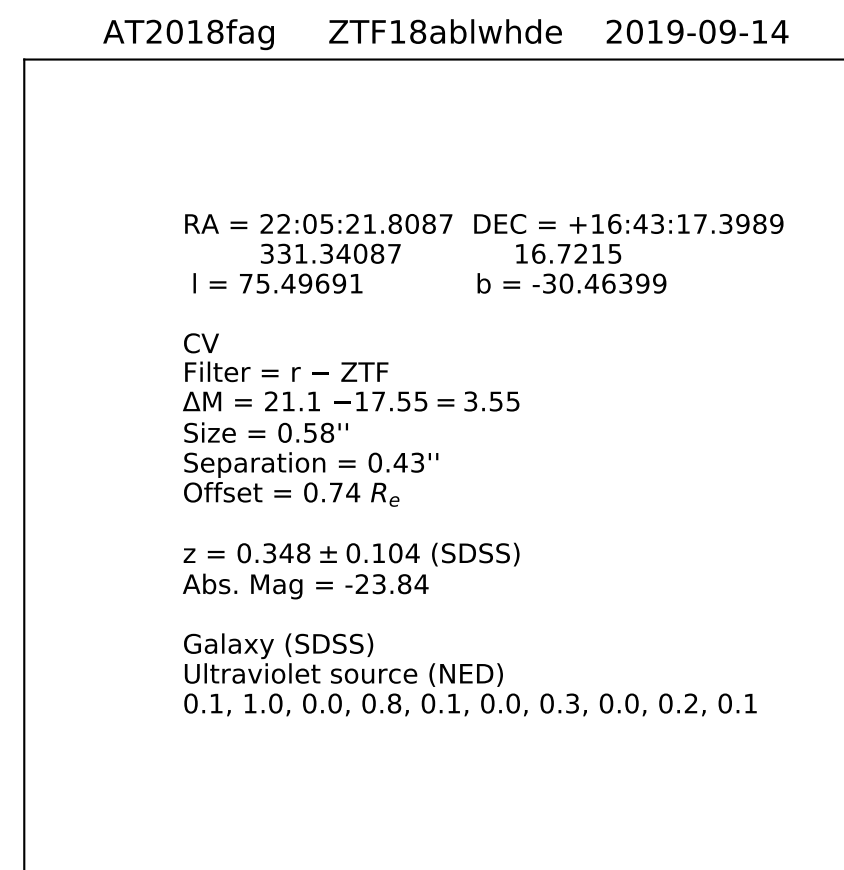 AT2018fag ZTF18ablwhde 2019-09-14
RA = 22:05:21.8087 DEC = +16:43:17.3989
331.34087 16.7215
l = 75.49691 b = -30.46399
CV
Filter = r − ZTF
ΔM = 21.1 −17.55 = 3.55
Size = 0.58''
Separation = 0.43''
Offset = 0.74 Rₑ
z = 0.348 ± 0.104 (SDSS)
Abs. Mag = -23.84
Galaxy (SDSS)
Ultraviolet source (NED)
0.1, 1.0, 0.0, 0.8, 0.1, 0.0, 0.3, 0.0, 0.2, 0.1